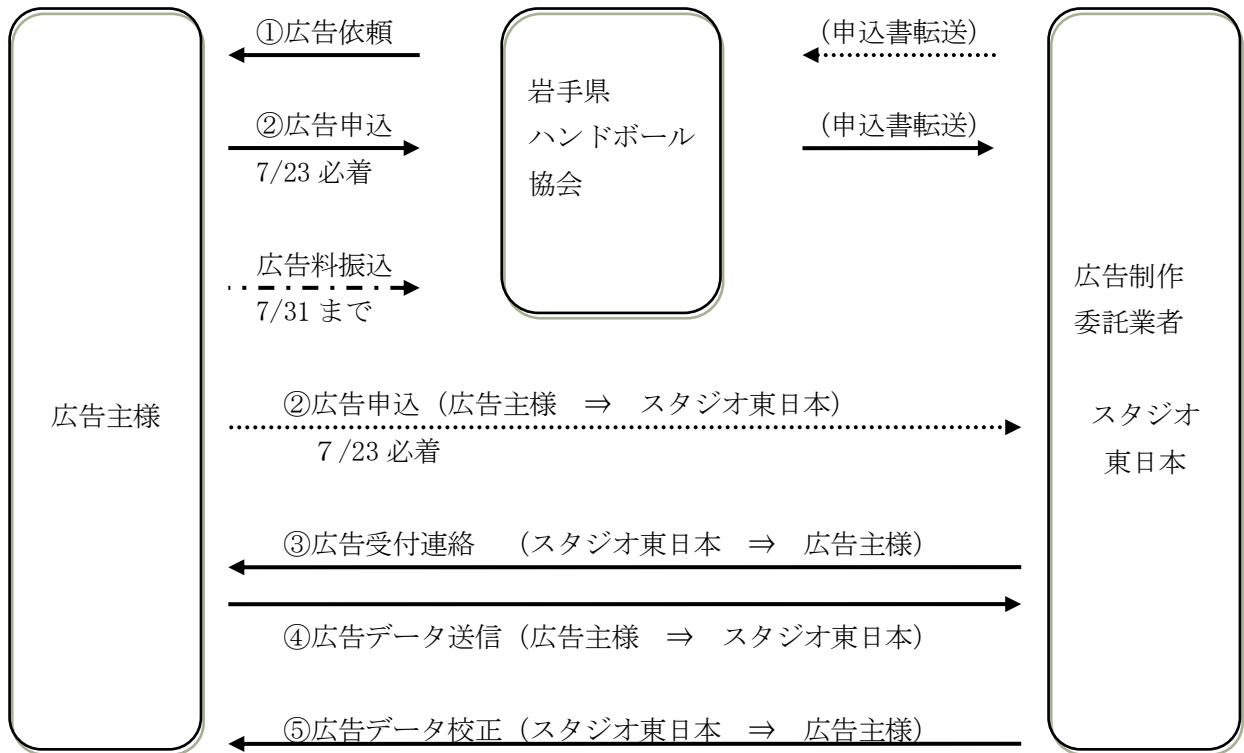 ①広告依頼
(申込書転送)
岩手県
ハンドボール
協会
②広告申込
7/23 必着
(申込書転送)
広告料振込
7/31 まで
広告制作
委託業者
スタジオ
東日本
広告主様
②広告申込（広告主様　⇒　スタジオ東日本）
７/23 必着
③広告受付連絡　（スタジオ東日本　⇒　広告主様）
④広告データ送信（広告主様　⇒　スタジオ東日本）
⑤広告データ校正（スタジオ東日本　⇒　広告主様）